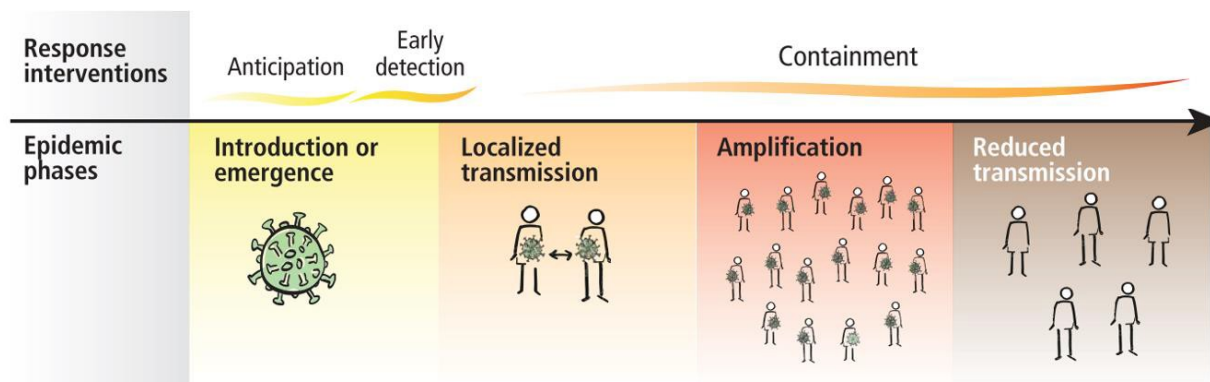 Response
interventions
Anticipation
Early
detection
Containment
Epidemic
phases
Introduction or
emergence
Localized
transmission
Amplification
Reduced
transmission